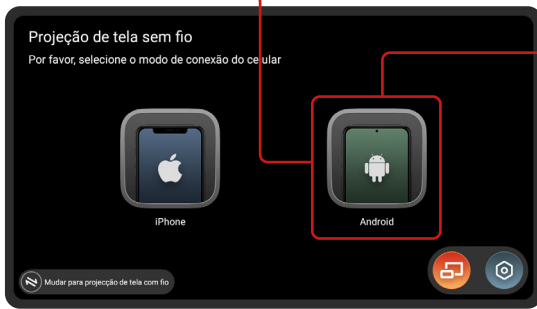 Projeção de tela sem fio
Por favor, selecione o modo de conexão do celular
iPhone
Android
Mudar para projecção de tela com fio